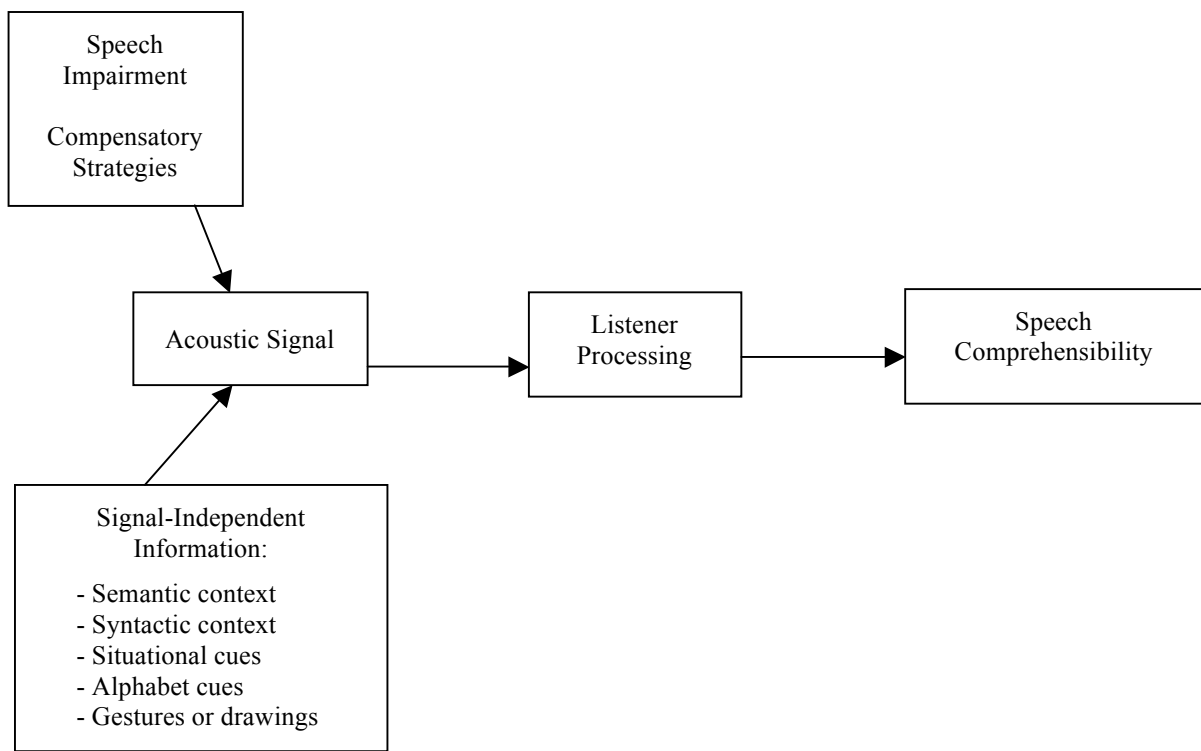 Speech
Impairment
Compensatory
Strategies
Acoustic Signal
Listener
Processing
Speech
Comprehensibility
Signal-Independent
Information:
- Semantic context
- Syntactic context
- Situational cues
- Alphabet cues
- Gestures or drawings